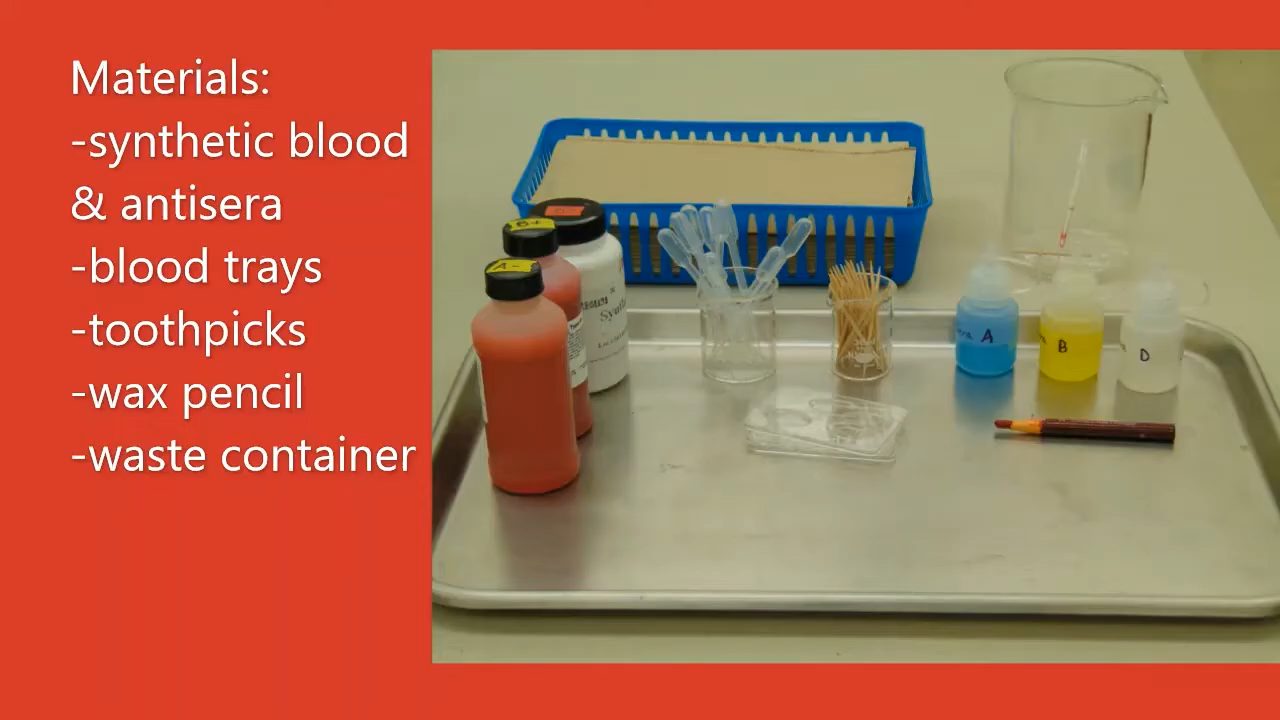 Materials:
-synthetic blood
& antisera
-blood trays
-toothpicks
-wax pencil
-waste container
A-
B+
A
B
D